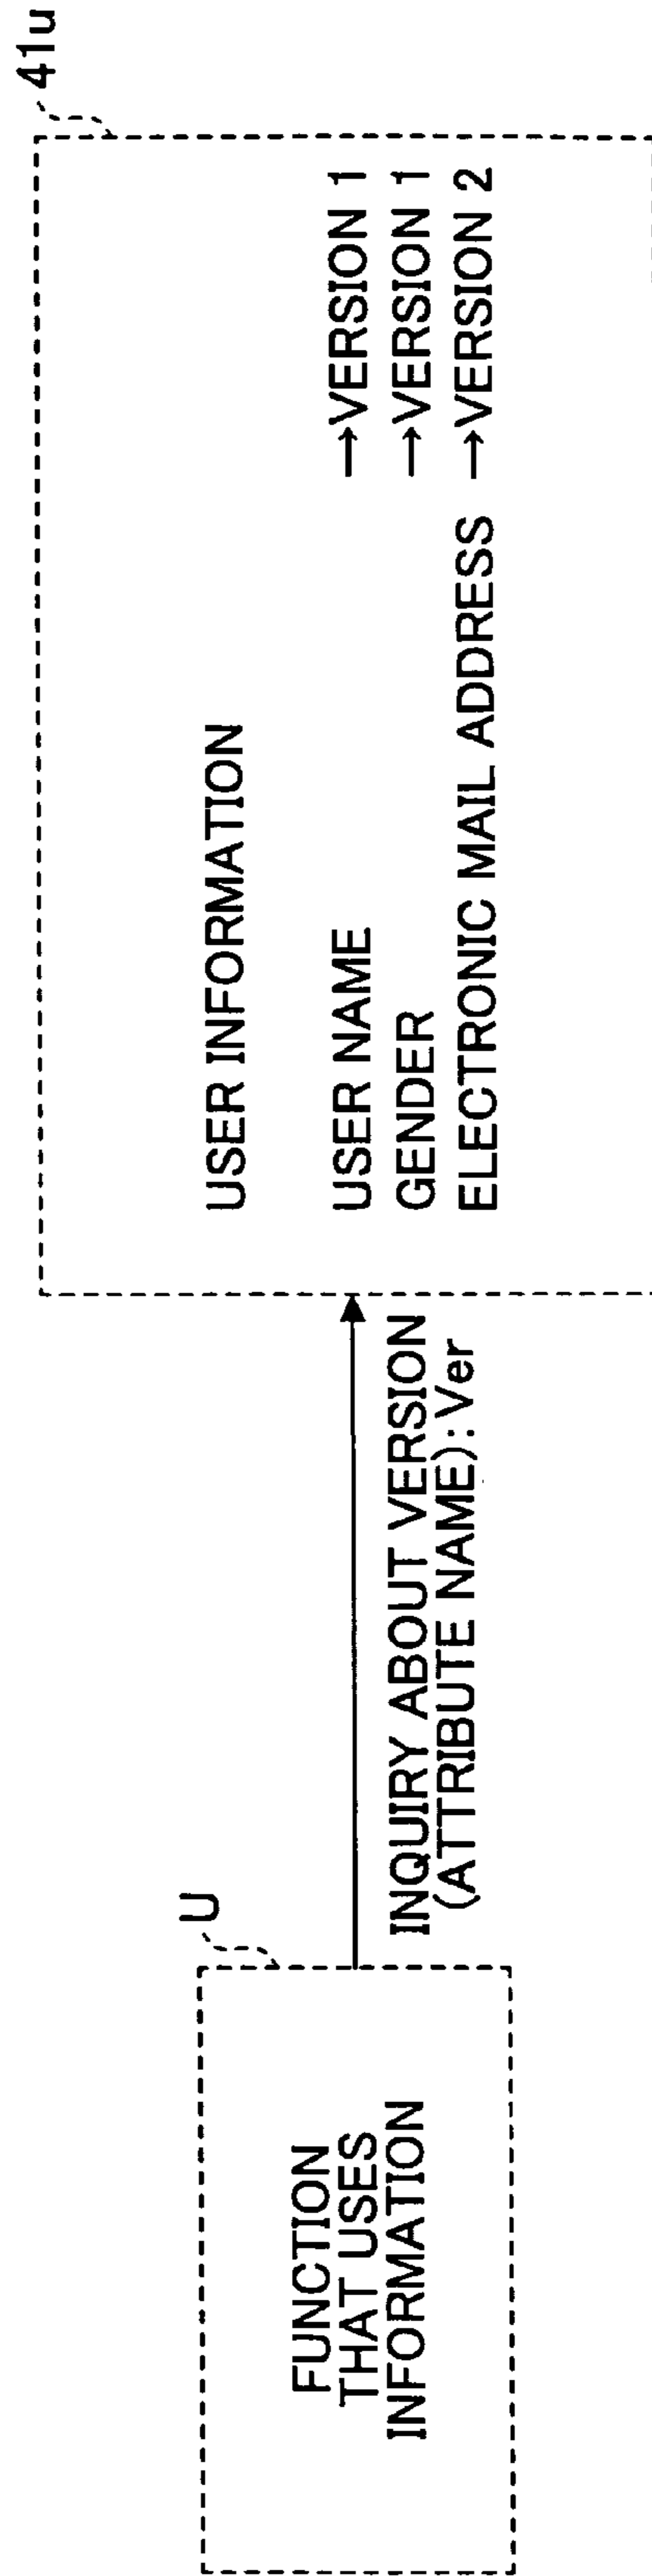 U
FUNCTION
THAT USES
INFORMATION
INQUIRY ABOUT VERSION
(ATTRIBUTE NAME):Ver
41u
USER INFORMATION
USER NAME →VERSION 1
GENDER →VERSION 1
ELECTRONIC MAIL ADDRESS →VERSION 2